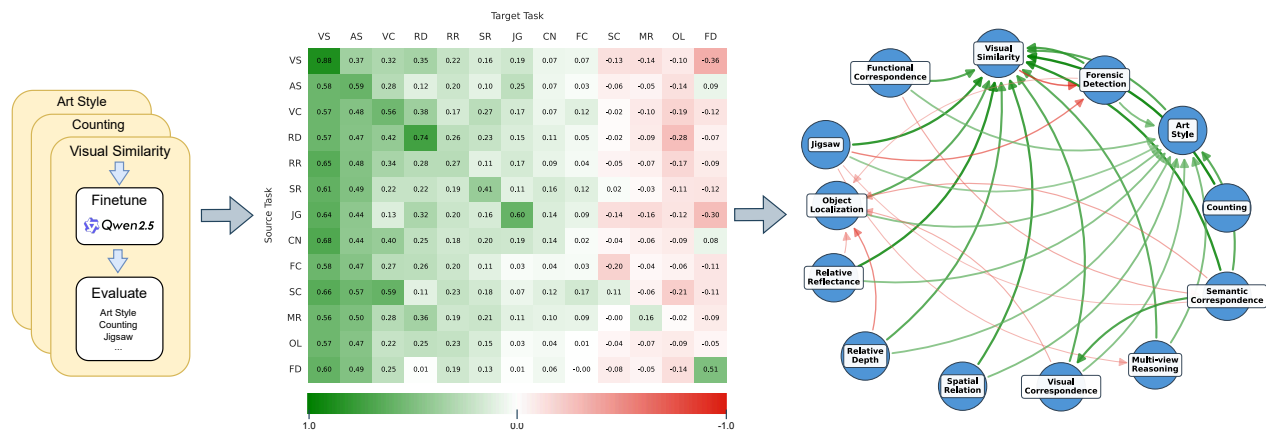 Art Style
Counting
Visual Similarity
Finetune
Qwen2.5
Evaluate
Art Style
Counting
Jigsaw
...
Target Task
VS AS VC RD RR SR JG CN FC SC MR OL FD
Source Task
VS 0.88 0.37 0.32 0.35 0.22 0.16 0.19 0.07 0.07 -0.13 -0.14 -0.10 -0.36
AS 0.58 0.59 0.28 0.12 0.20 0.10 0.25 0.07 0.03 -0.06 -0.05 -0.14 0.09
VC 0.57 0.48 0.56 0.38 0.17 0.27 0.17 0.07 0.12 -0.02 -0.10 -0.19 -0.12
RD 0.57 0.47 0.42 0.74 0.26 0.23 0.15 0.11 0.05 -0.02 -0.09 -0.28 -0.07
RR 0.65 0.48 0.34 0.28 0.27 0.11 0.17 0.09 0.04 -0.05 -0.07 -0.17 -0.09
SR 0.61 0.49 0.22 0.22 0.19 0.41 0.11 0.16 0.12 0.02 -0.03 -0.11 -0.12
JG 0.64 0.44 0.13 0.32 0.20 0.16 0.60 0.14 0.09 -0.14 -0.16 -0.12 -0.30
CN 0.68 0.44 0.40 0.25 0.18 0.20 0.19 0.14 0.02 -0.04 -0.06 -0.09 0.08
FC 0.58 0.47 0.27 0.26 0.20 0.11 0.03 0.04 0.03 -0.20 -0.04 -0.06 -0.11
SC 0.66 0.57 0.59 0.11 0.23 0.18 0.07 0.12 0.17 0.11 -0.06 -0.21 -0.11
MR 0.56 0.50 0.28 0.36 0.19 0.21 0.11 0.09 0.13 -0.00 0.16 -0.02 -0.09
OL 0.57 0.47 0.22 0.25 0.23 0.15 0.03 0.04 0.01 -0.04 -0.07 -0.09 -0.05
FD 0.60 0.49 0.25 0.01 0.19 0.13 0.01 0.06 -0.00 -0.08 -0.05 -0.14 0.51
1.0 0.0 -1.0
Visual
Similarity
Functional
Correspondence
Forensic
Detection
Art
Style
Jigsaw
Object
Localization
Counting
Relative
Reflectance
Semantic
Correspondence
Relative
Depth
Multi-view
Reasoning
Spatial
Relation
Visual
Correspondence